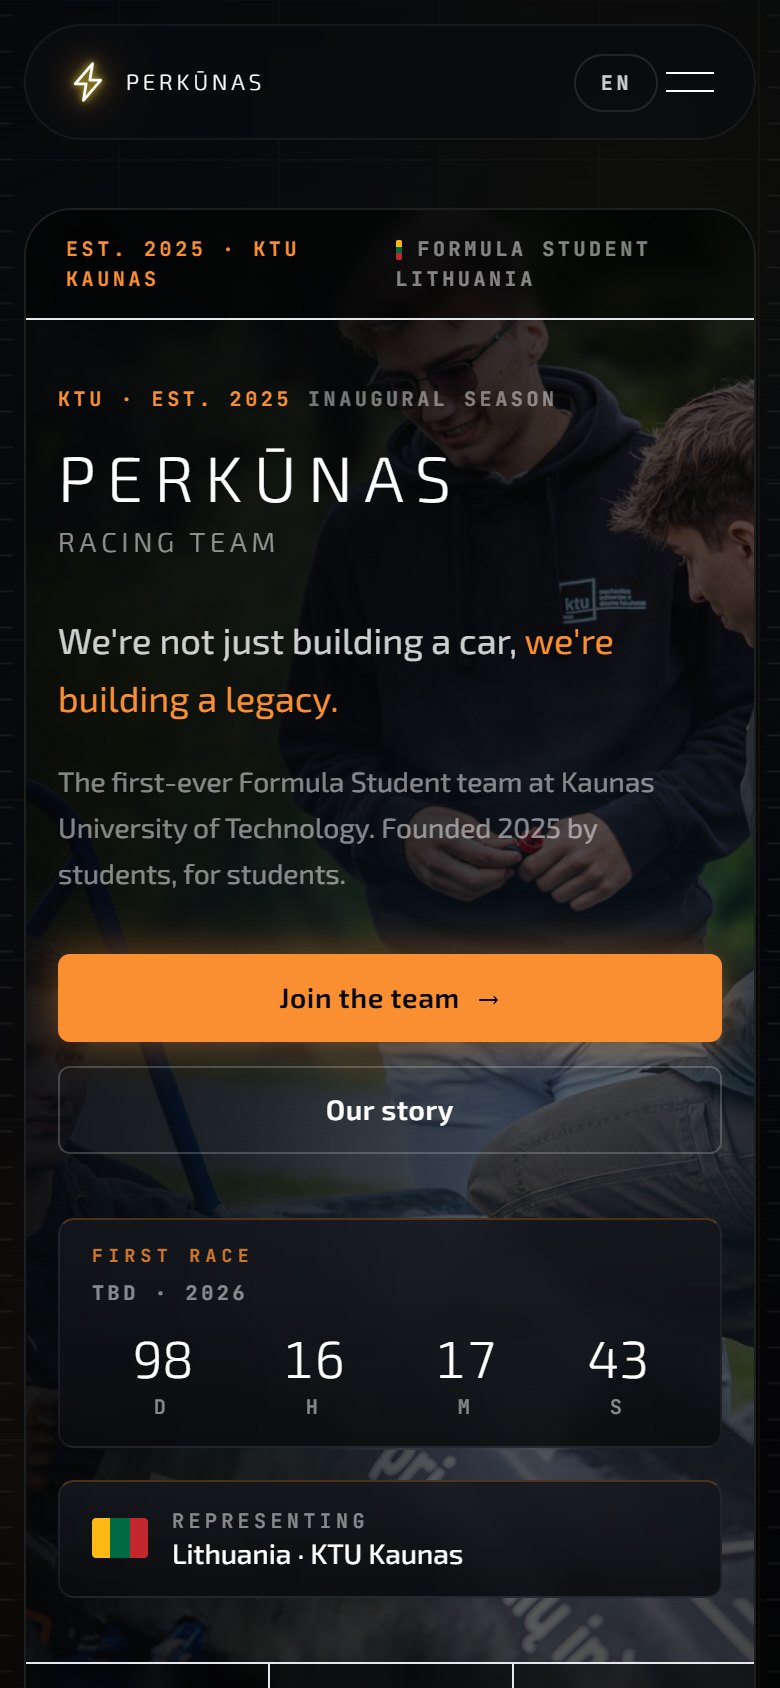 PERKŪNAS
EN
EST. 2025 · KTU KAUNAS
FORMULA STUDENT LITHUANIA
KTU · EST. 2025 INAUGURAL SEASON
PERKŪNAS
RACING TEAM
We're not just building a car, we're
building a legacy.
The first-ever Formula Student team at Kaunas
University of Technology. Founded 2025 by
students, for students.
ktu
Join the team →
Our story
FIRST RACE
TBD · 2026
98 16 17 43
D H M S
REPRESENTING
Lithuania · KTU Kaunas